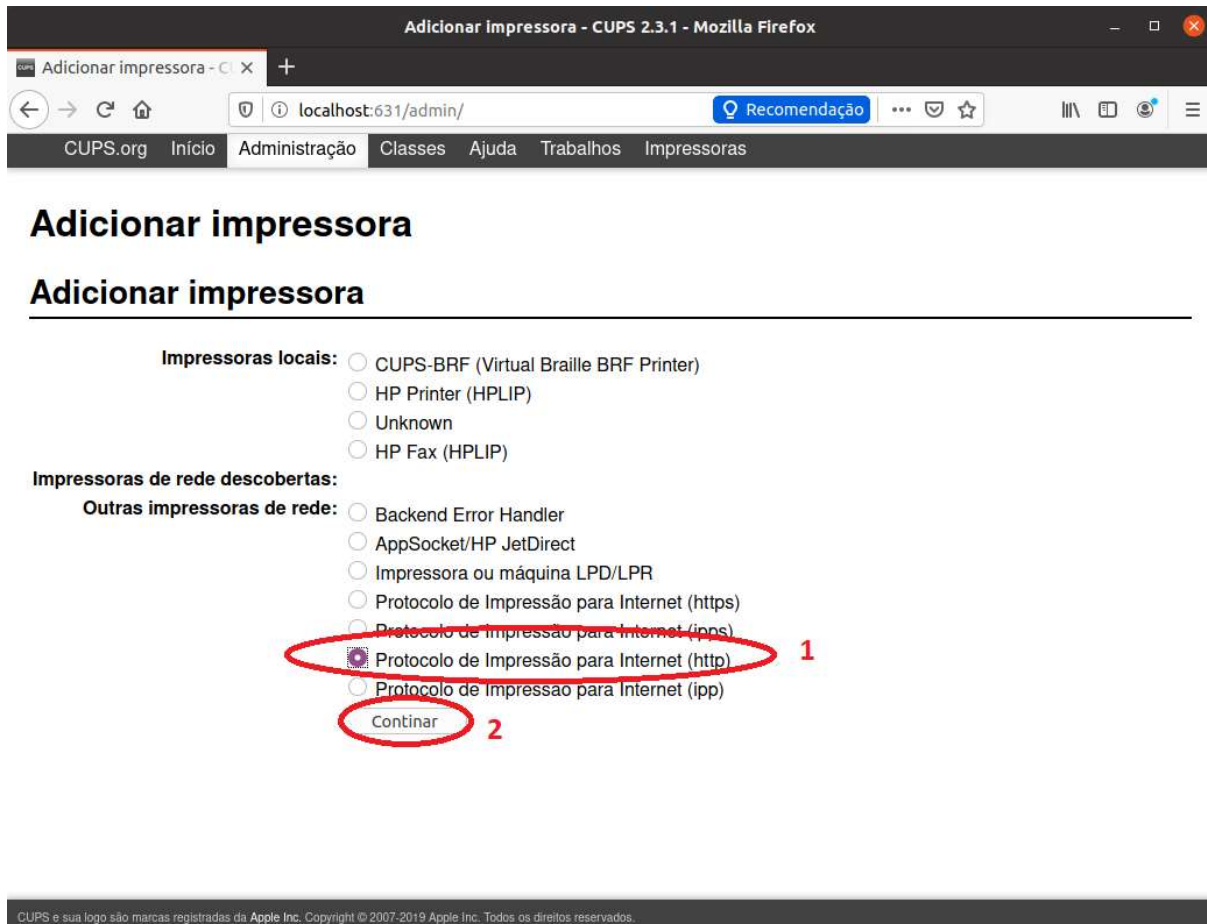 Adicionar impressora - CUPS 2.3.1 - Mozilla Firefox
CUPS Adicionar impressora - C
localhost:631/admin/ Recomendação
CUPS.org Início Administração Classes Ajuda Trabalhos Impressoras
Adicionar impressora
Adicionar impressora
Impressoras locais: CUPS-BRF (Virtual Braille BRF Printer)
HP Printer (HPLIP)
Unknown
HP Fax (HPLIP)
Impressoras de rede descobertas:
Outras impressoras de rede: Backend Error Handler
AppSocket/HP JetDirect
Impressora ou máquina LPD/LPR
Protocolo de Impressão para Internet (https)
Protocolo de Impressão para Internet (ipps)
Protocolo de Impressão para Internet (http) 1
Protocolo de Impressão para Internet (ipp)
Continar 2
CUPS e sua logo são marcas registradas da Apple Inc. Copyright © 2007-2019 Apple Inc. Todos os direitos reservados.